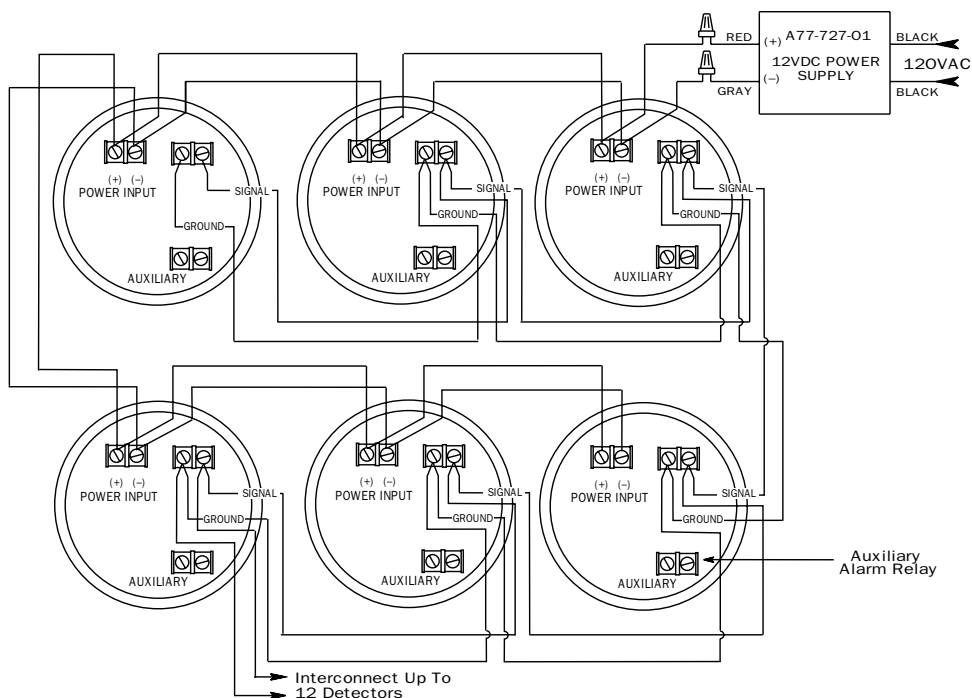 RED
(+) A77-727-01
BLACK
12VDC POWER
SUPPLY
120VAC
(−)
GRAY
BLACK
(+) (−)
POWER INPUT
SIGNAL
GROUND
AUXILIARY
(+) (−)
POWER INPUT
SIGNAL
GROUND
AUXILIARY
(+) (−)
POWER INPUT
SIGNAL
GROUND
AUXILIARY
(+) (−)
POWER INPUT
SIGNAL
GROUND
AUXILIARY
(+) (−)
POWER INPUT
SIGNAL
GROUND
AUXILIARY
(+) (−)
POWER INPUT
SIGNAL
GROUND
AUXILIARY
Auxiliary
Alarm Relay
Interconnect Up To
12 Detectors